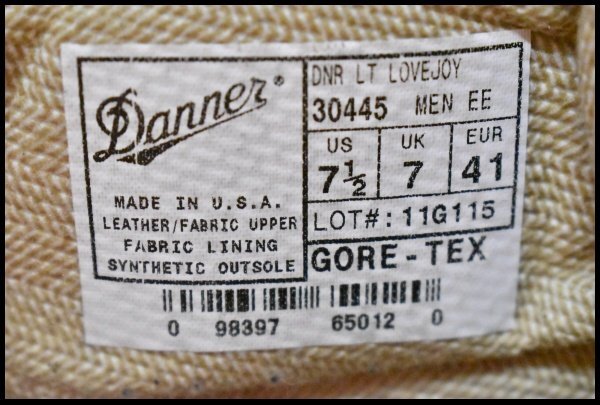 Danner®
MADE IN U.S.A.
LEATHER/FABRIC UPPER
FABRIC LINING
SYNTHETIC OUTSOLE
DNR LT LOVEJOY
30445 MEN EE
US UK EUR
7½ 7 41
LOT#: 11G115
GORE-TEX
0 98397 65012 0